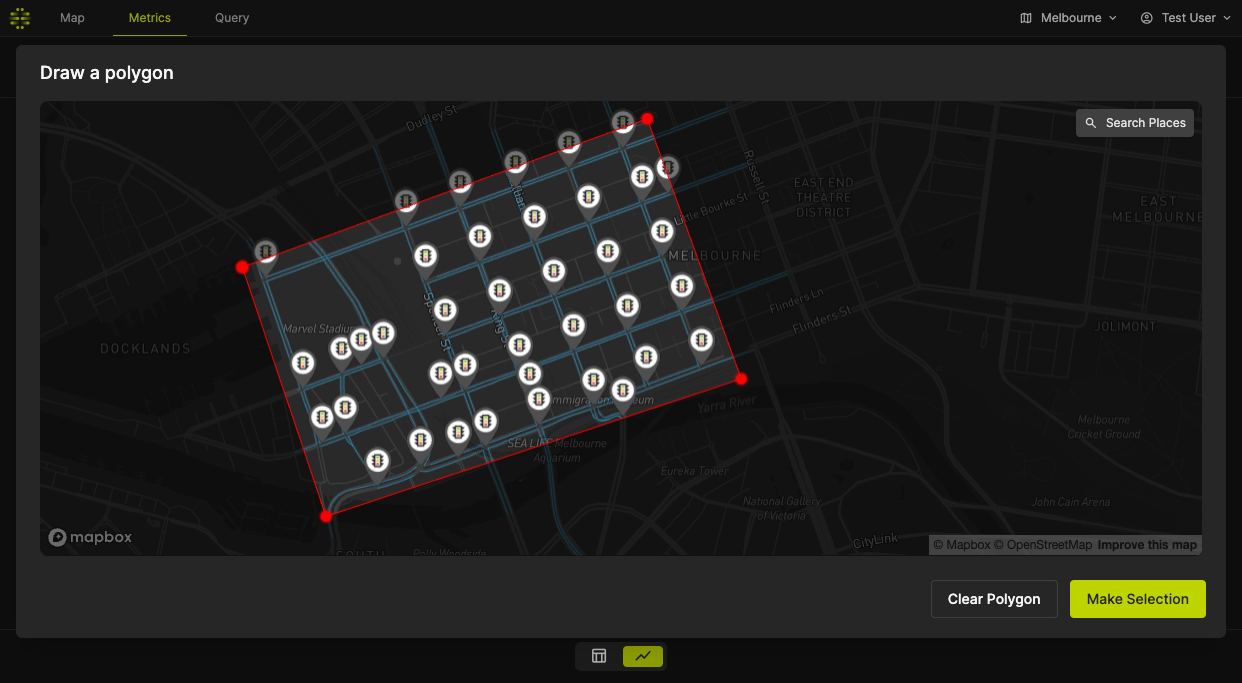 Map
Metrics
Query
Melbourne
Test User
Draw a polygon
Search Places
Dudley St
Russell St
EAST END
THEATRE
DISTRICT
EAST
MELBOURNE
Little Bourke St
MELBOURNE
Flinders Ln
Flinders St
JOLIMONT
DOCKLANDS
Marvel Stadium
Spencer St
King St
Immigration Museum
Yarra River
SEA LIFE Melbourne
Aquarium
Melbourne
Cricket Ground
Eureka Tower
National Gallery
of Victoria
John Cain Arena
CityLink
mapbox
SOUTH
Polly Woodside
© Mapbox © OpenStreetMap Improve this map
Clear Polygon
Make Selection